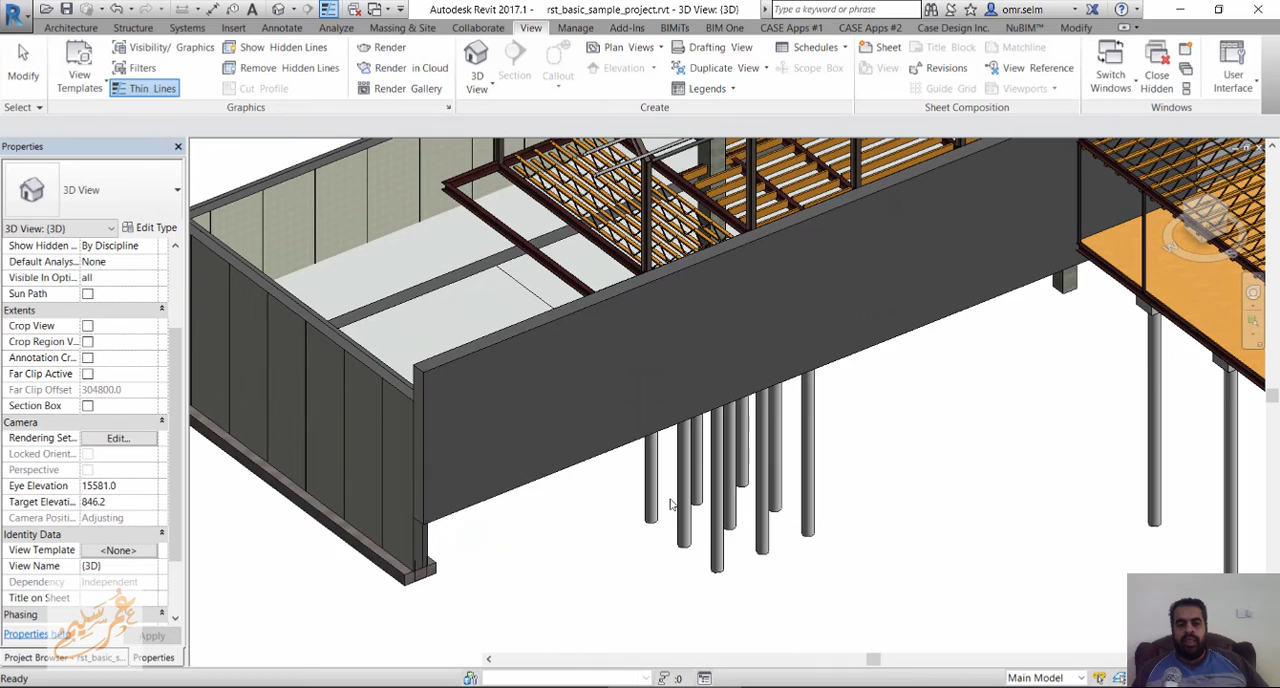 Autodesk Revit 2017.1 - rst_basic_sample_project.rvt - 3D View: {3D}
Type a keyword or phrase
omr.selm
Architecture Structure Systems Insert Annotate Analyze Massing & Site Collaborate View Manage Add-Ins BIMiTs BIM One CASE Apps #1 CASE Apps #2 Case Design Inc. NuBIM™ Modify
Modify
View Templates
Visibility/ Graphics
Filters
Thin Lines
Show Hidden Lines
Remove Hidden Lines
Cut Profile
Render
Render in Cloud
Render Gallery
3D View
Section
Callout
Plan Views
Elevation
Drafting View
Duplicate View
Legends
Schedules
Scope Box
Sheet
View
Title Block
Revisions
Guide Grid
Matchline
View Reference
Viewports
Switch Windows
Close Hidden
User Interface
Select
Graphics
Create
Sheet Composition
Windows
Properties
3D View
3D View: {3D}
Edit Type
Show Hidden ... By Discipline
Default Analys... None
Visible In Opti... all
Sun Path
Extents
Crop View
Crop Region V...
Annotation Cr...
Far Clip Active
Far Clip Offset 304800.0
Section Box
Camera
Rendering Set... Edit...
Locked Orient...
Perspective
Eye Elevation 15581.0
Target Elevati... 846.2
Camera Positi... Adjusting
Identity Data
View Template <None>
View Name {3D}
Dependency Independent
Title on Sheet
Phasing
Properties help
Apply
عمر سليم
Project Browser - rst_basic_s...
Properties
Ready
:0
Main Model